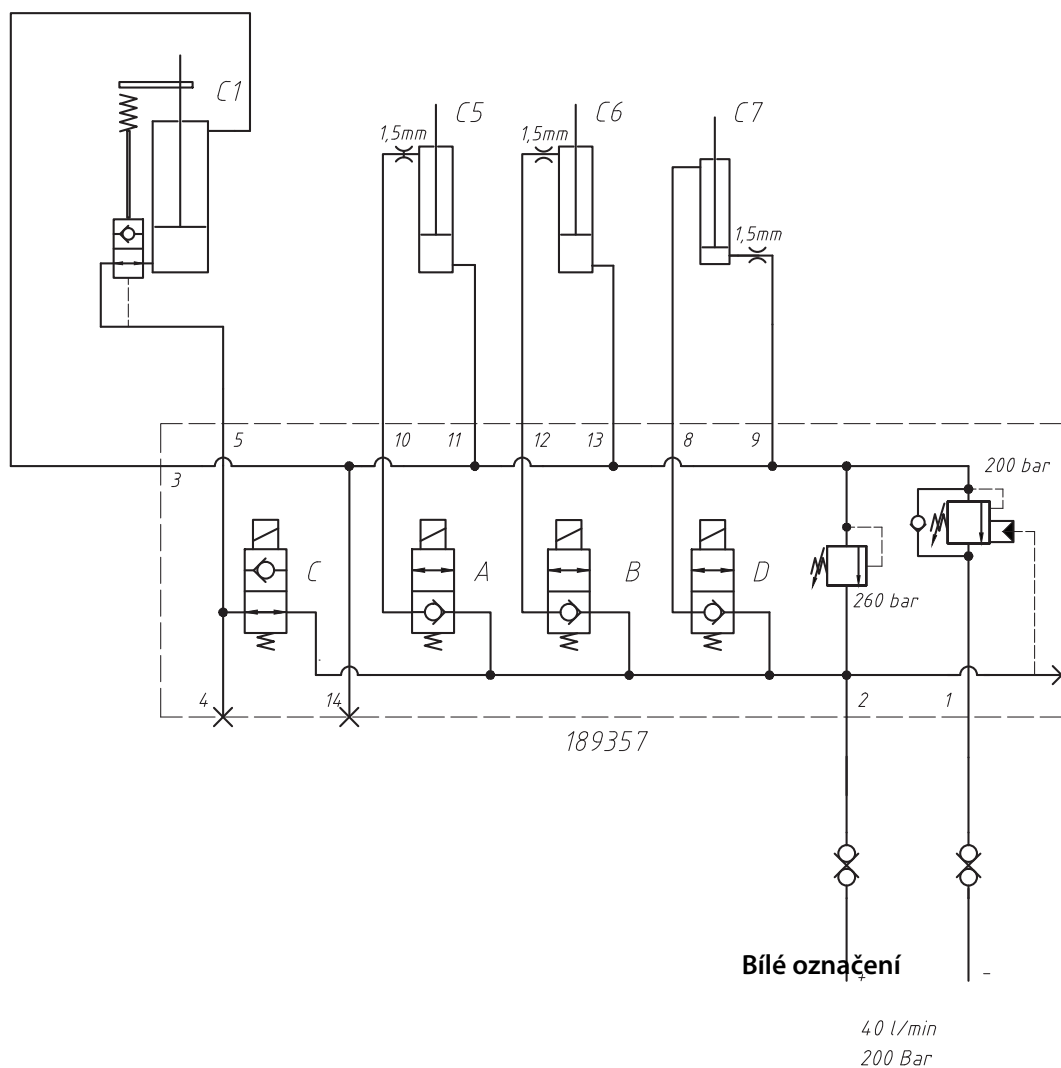 C1
C5
C6
C7
1,5mm
1,5mm
1,5mm
5
10
11
12
13
8
9
3
200 bar
C
A
B
D
260 bar
4
14
2
1
189357
Bílé označení
+
-
40 l/min
200 Bar